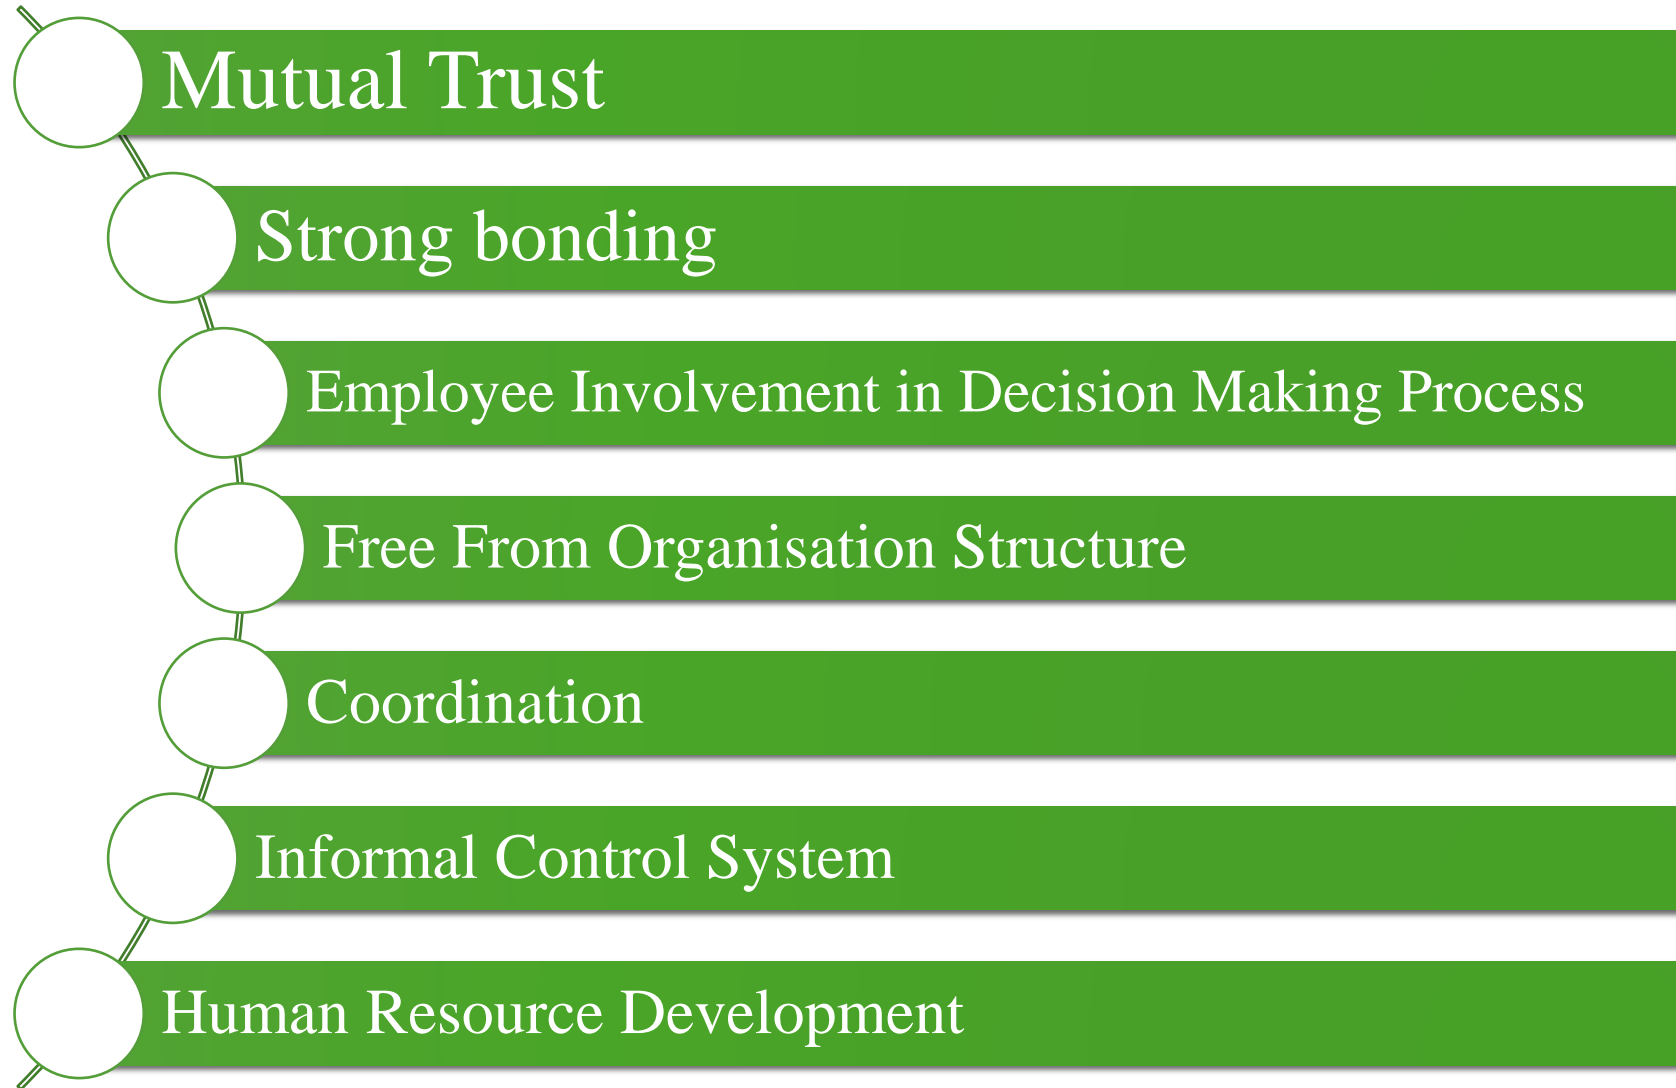 Mutual Trust
Strong bonding
Employee Involvement in Decision Making Process
Free From Organisation Structure
Coordination
Informal Control System
Human Resource Development